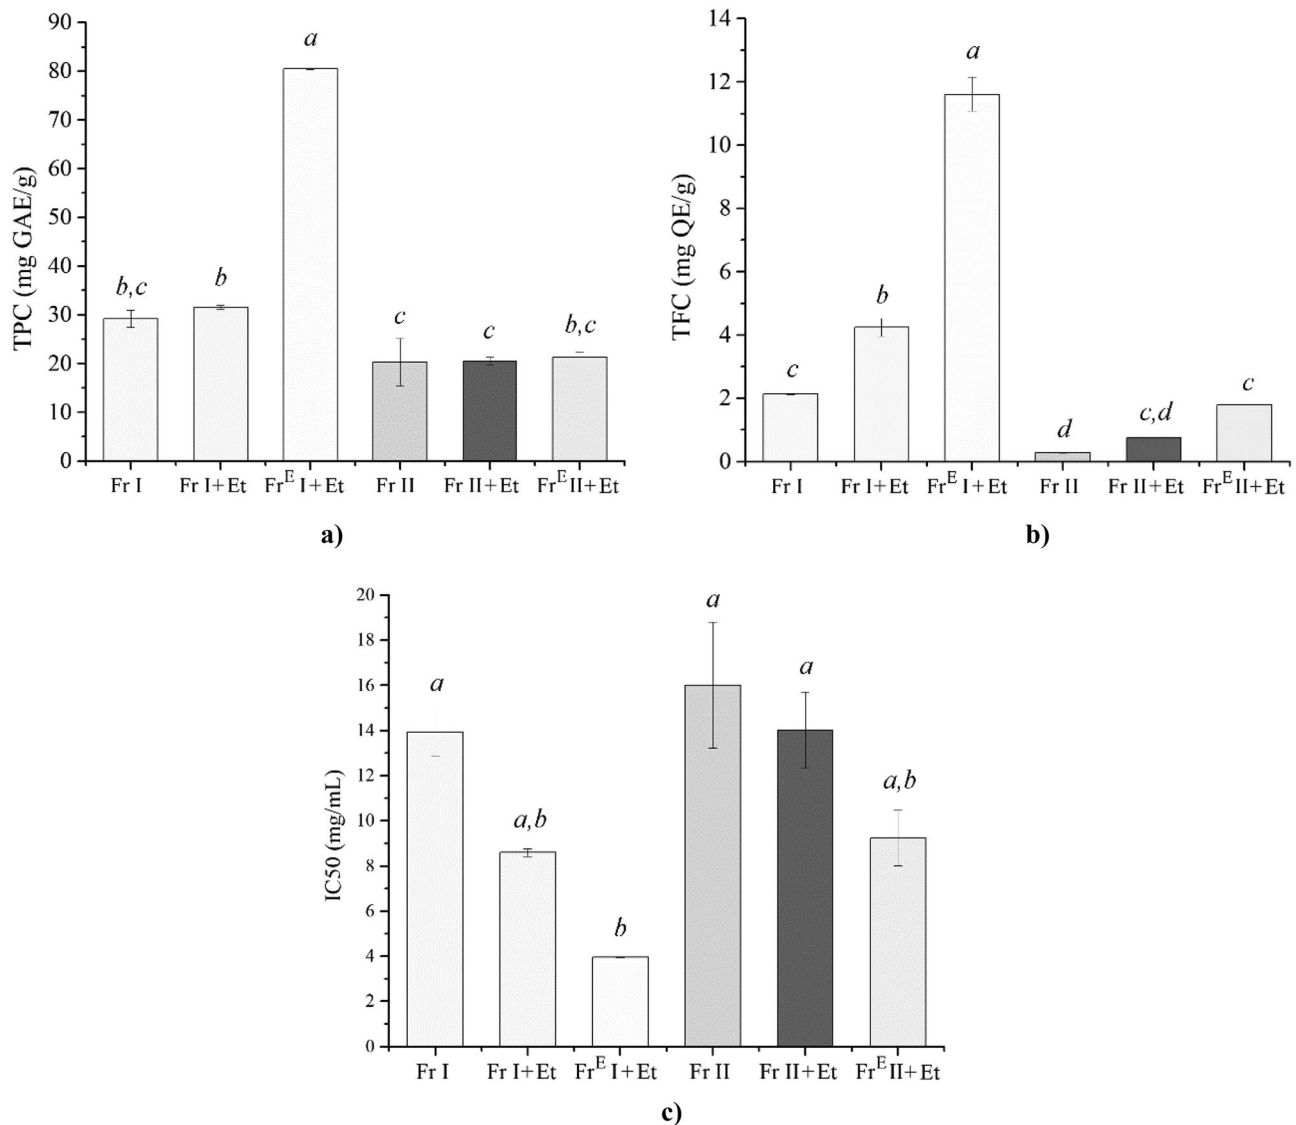 TPC (mg GAE/g)
90
80
70
60
50
40
30
20
10
0
b,c
b
a
c
c
b,c
Fr I
Fr I+Et
Fr^E I+Et
Fr II
Fr II+Et
Fr^E II+Et
a)
TFC (mg QE/g)
14
12
10
8
6
4
2
0
c
b
a
d
c,d
c
Fr I
Fr I+Et
Fr^E I+Et
Fr II
Fr II+Et
Fr^E II+Et
b)
IC50 (mg/mL)
20
18
16
14
12
10
8
6
4
2
0
a
a,b
b
a
a
a,b
Fr I
Fr I+Et
Fr^E I+Et
Fr II
Fr II+Et
Fr^E II+Et
c)